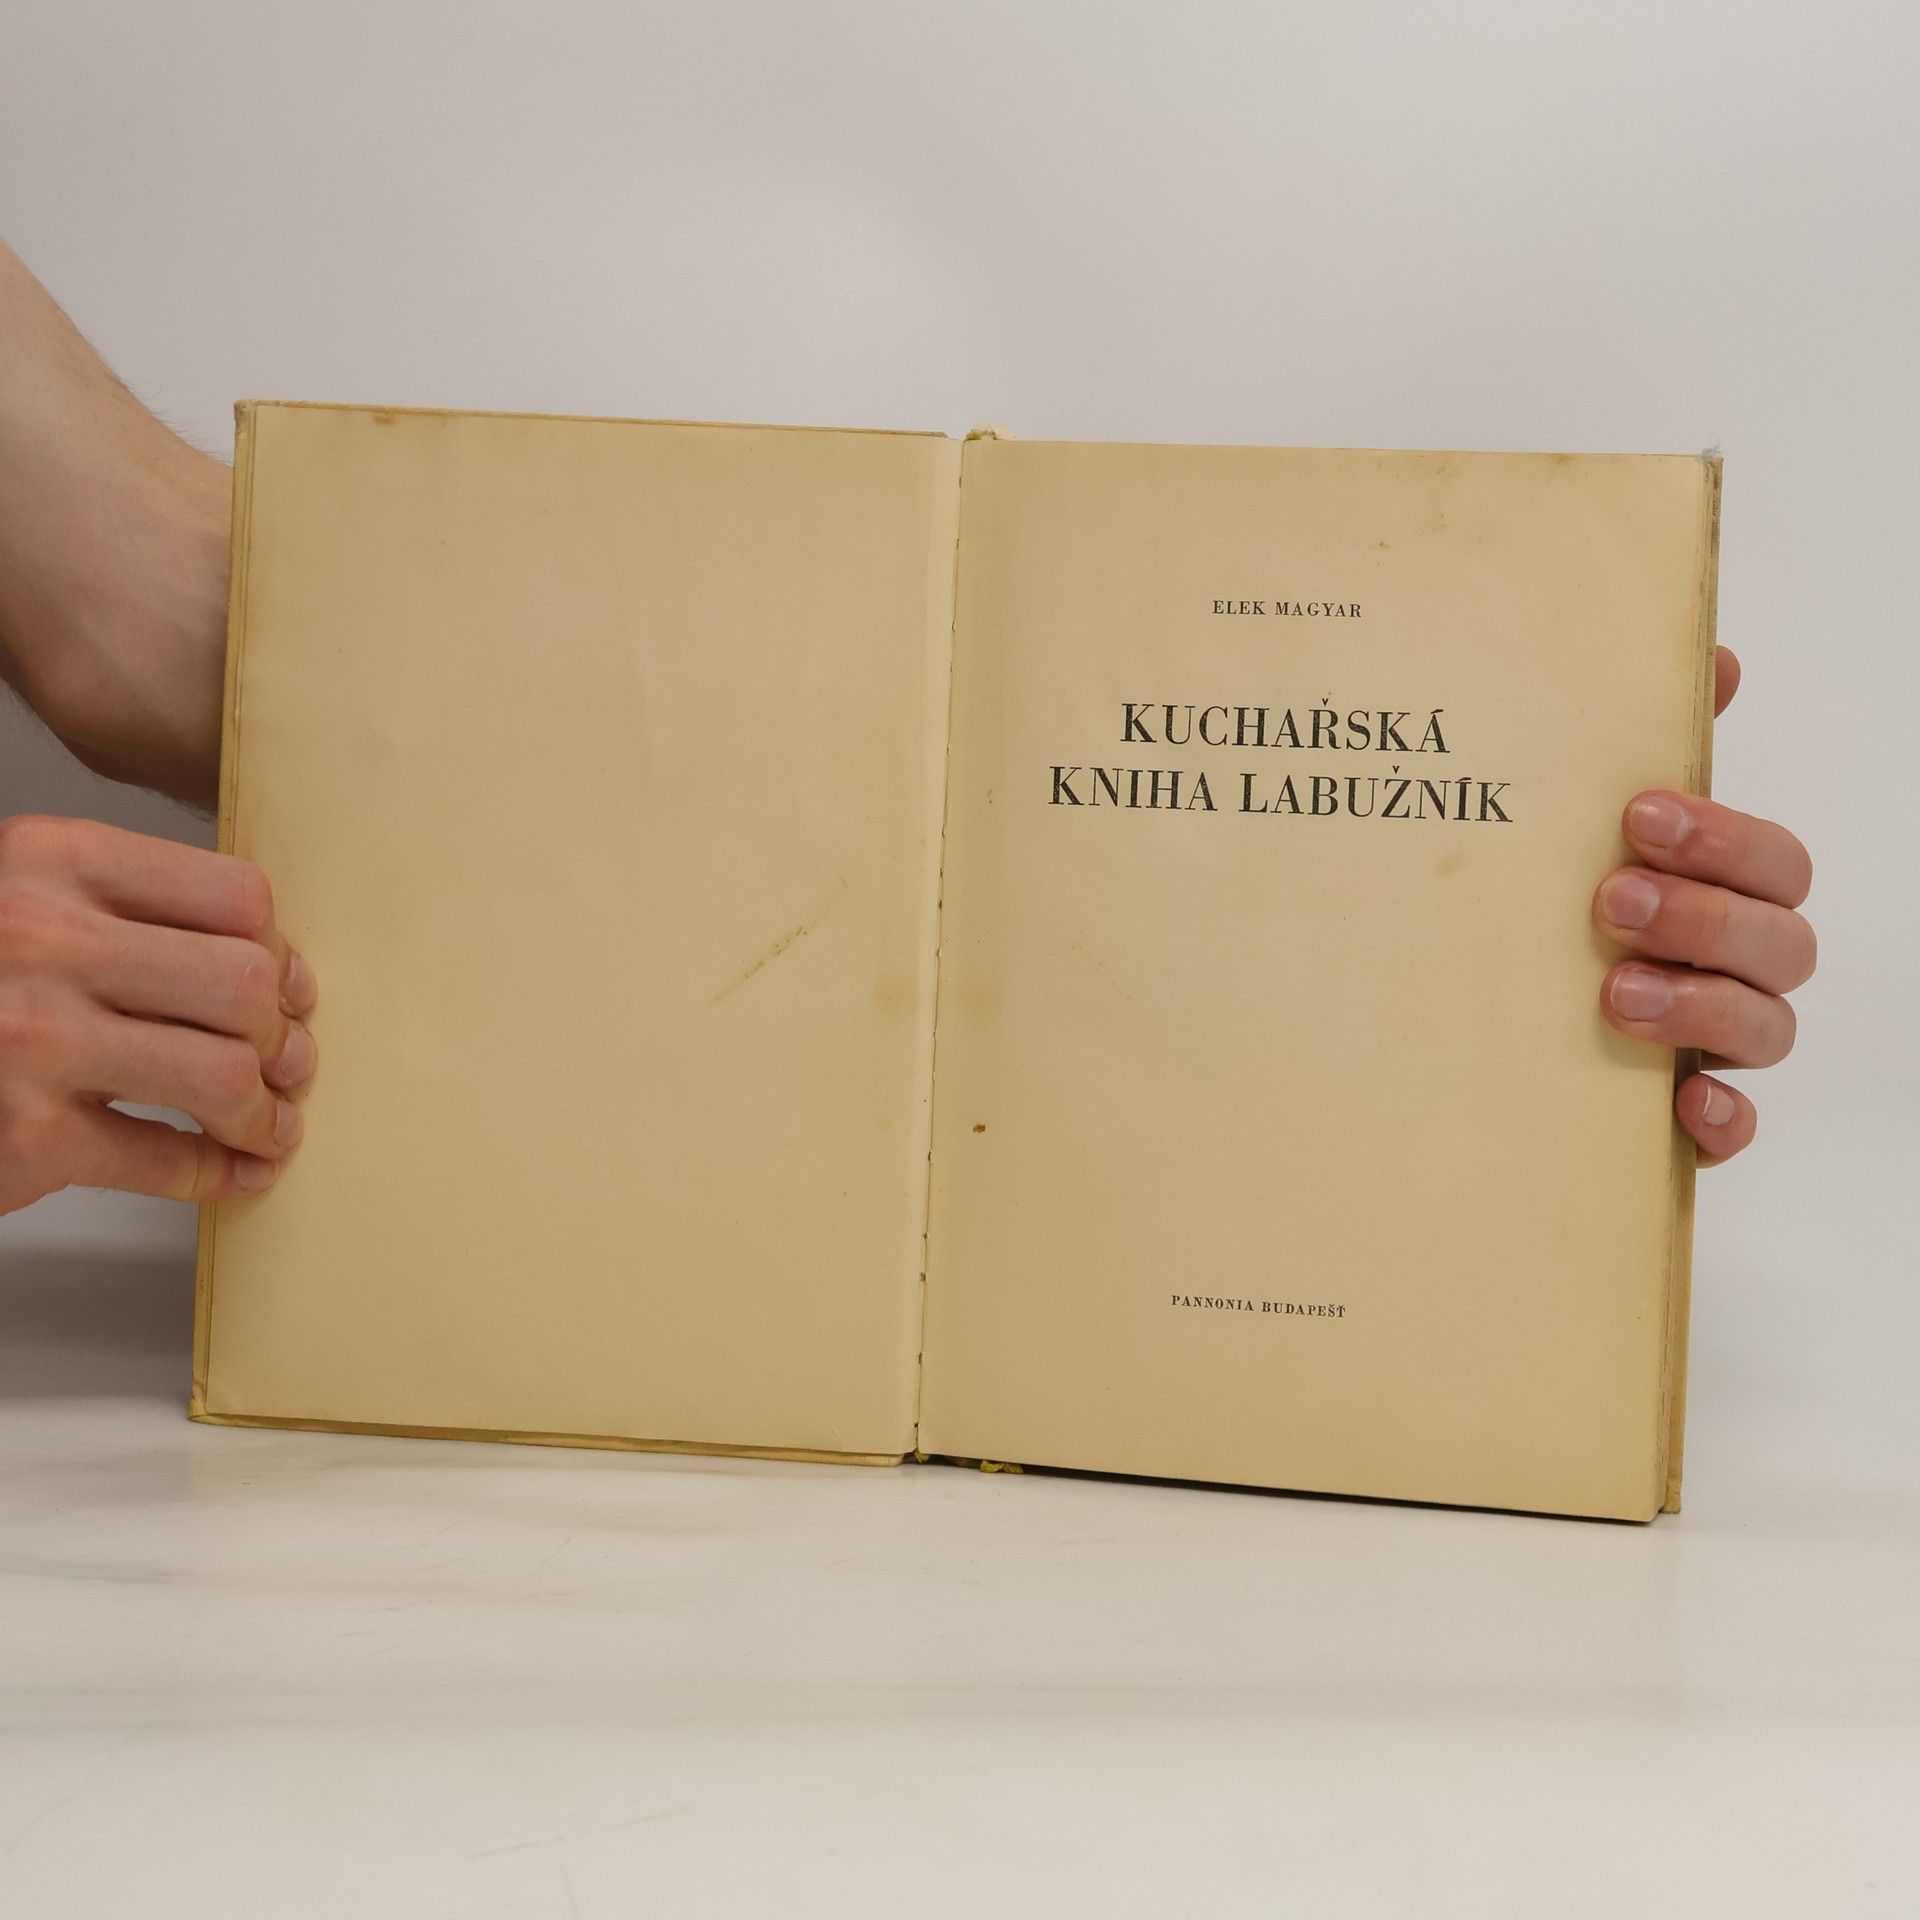 ELEK MAGYAR
KUCHAŘSKÁ
KNIHA LABUŽNÍK
PANNONIA BUDAPEŠŤ